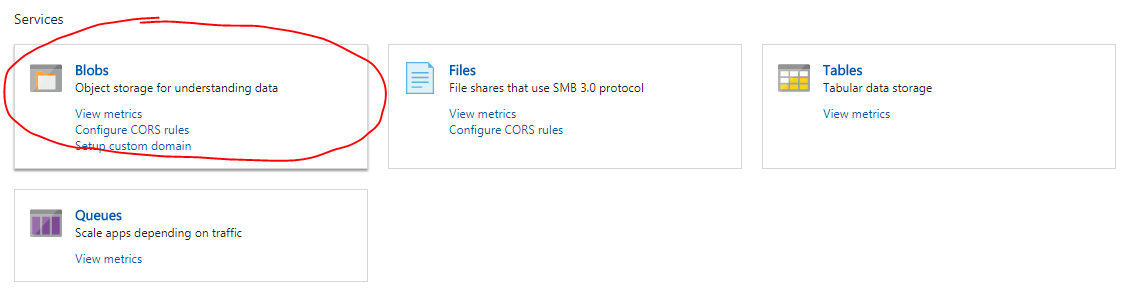 Services
Blobs
Object storage for understanding data
View metrics
Configure CORS rules
Setup custom domain
Files
File shares that use SMB 3.0 protocol
View metrics
Configure CORS rules
Tables
Tabular data storage
View metrics
Queues
Scale apps depending on traffic
View metrics